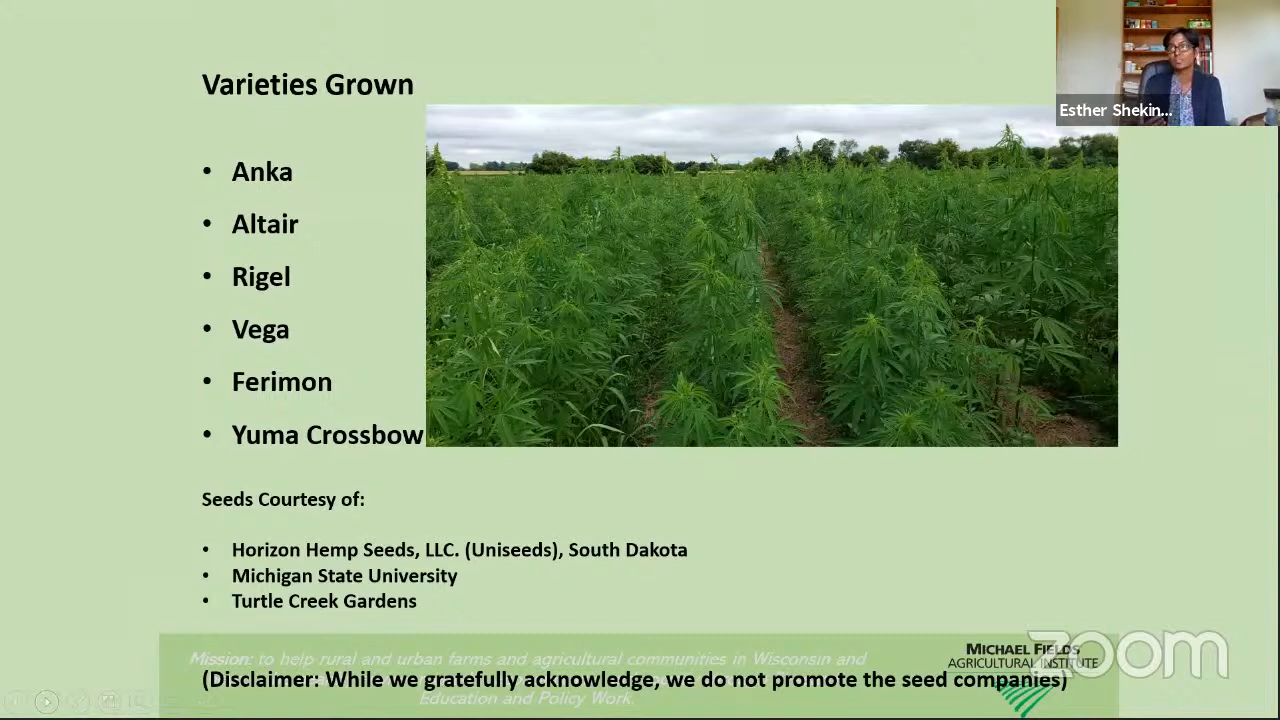 Varieties Grown
Esther Shekin...
• Anka
• Altair
• Rigel
• Vega
• Ferimon
• Yuma Crossbow
Seeds Courtesy of:
• Horizon Hemp Seeds, LLC. (Uniseeds), South Dakota
• Michigan State University
• Turtle Creek Gardens
Mission: to help rural and urban farms and agricultural communities in Wisconsin and
MICHAEL FIELDS
AGRICULTURAL INSTITUTE
zoom
(Disclaimer: While we gratefully acknowledge, we do not promote the seed companies)
Education and Policy Work.